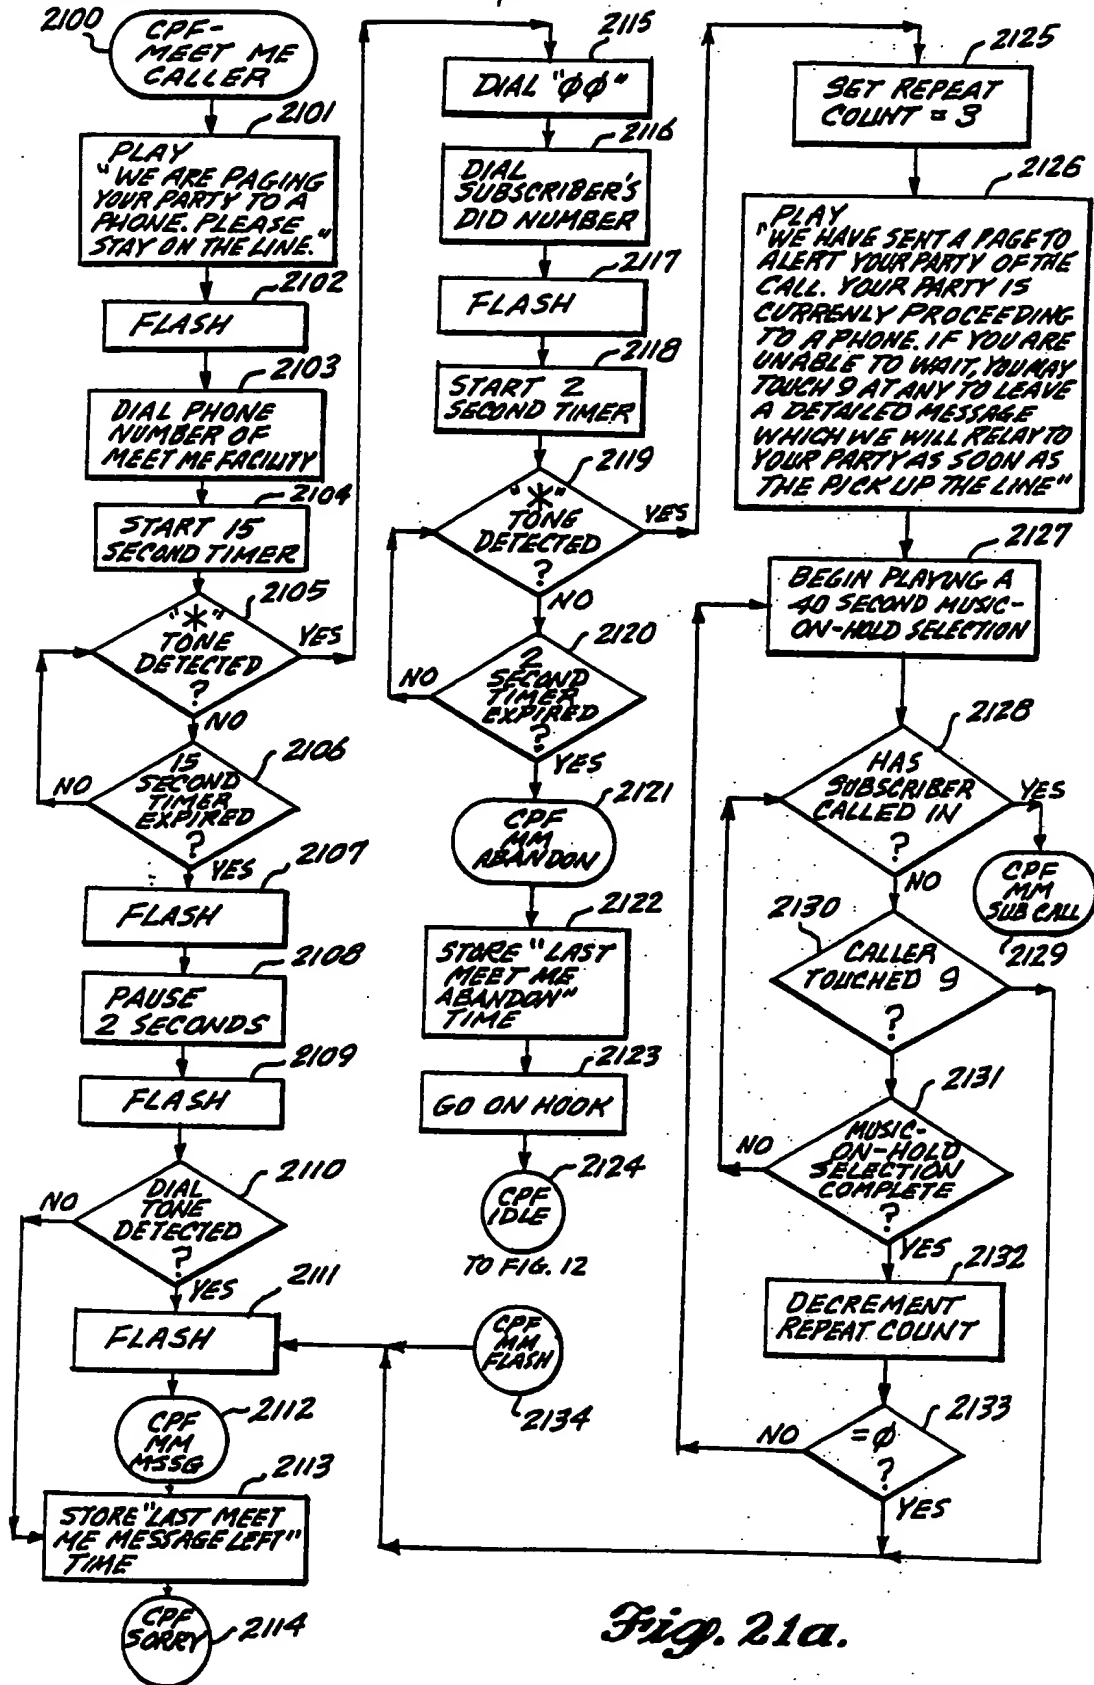 2100
CPF-
MEET ME
CALLER
2101
PLAY
"WE ARE PAGING
YOUR PARTY TO A
PHONE. PLEASE
STAY ON THE LINE."
2102
FLASH
2103
DIAL PHONE
NUMBER OF
MEET ME FACILITY
2104
START 15
SECOND TIMER
2105
"*"
TONE
DETECTED
?
YES
NO
2106
15
SECOND
TIMER
EXPIRED
?
NO
YES
2107
FLASH
2108
PAUSE
2 SECONDS
2109
FLASH
2110
DIAL
TONE
DETECTED
?
NO
YES
2111
FLASH
2112
CPF
MM
MSSG
2113
STORE "LAST MEET
ME MESSAGE LEFT"
TIME
CPF
SORRY
2114
2115
DIAL "φφ"
2116
DIAL
SUBSCRIBER'S
DID NUMBER
2117
FLASH
2118
START 2
SECOND TIMER
2119
"*"
TONE
DETECTED
?
YES
NO
2120
2
SECOND
TIMER
EXPIRED
?
NO
YES
2121
CPF
MM
ABANDON
2122
STORE "LAST
MEET ME
ABANDON"
TIME
2123
GO ON HOOK
2124
CPF
IDLE
TO FIG. 12
CPF
MM
FLASH
2134
2125
SET REPEAT
COUNT = 3
2126
PLAY
"WE HAVE SENT A PAGE TO
ALERT YOUR PARTY OF THE
CALL. YOUR PARTY IS
CURRENLY PROCEEDING
TO A PHONE. IF YOU ARE
UNABLE TO WAIT, YOU MAY
TOUCH 9 AT ANY TO LEAVE
A DETAILED MESSAGE
WHICH WE WILL RELAY TO
YOUR PARTY AS SOON AS
THE PICK UP THE LINE"
2127
BEGIN PLAYING A
40 SECOND MUSIC-
ON-HOLD SELECTION
2128
HAS
SUBSCRIBER
CALLED IN
?
YES
NO
CPF
MM
SUB CALL
2129
2130
CALLER
TOUCHED 9
?
2131
MUSIC-
ON-HOLD
SELECTION
COMPLETE
?
NO
YES
2132
DECREMENT
REPEAT COUNT
2133
=φ
?
NO
YES
Fig. 21a.